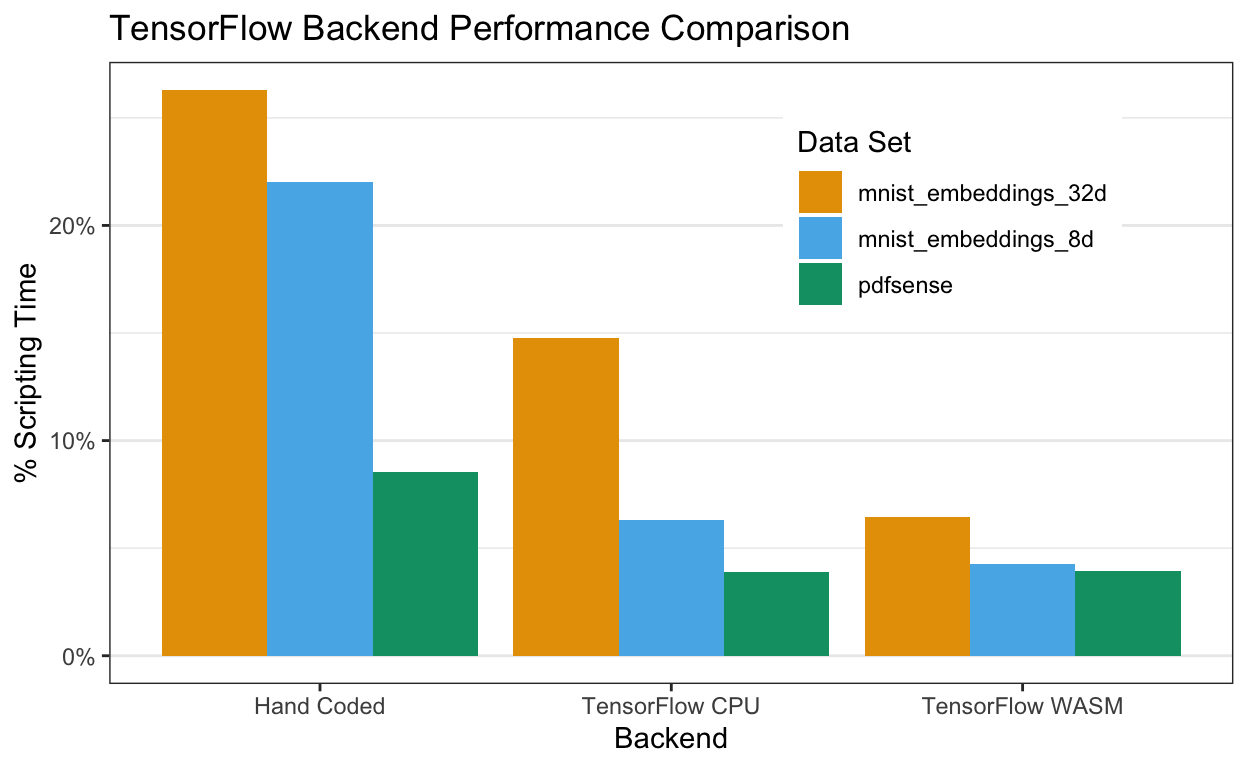 TensorFlow Backend Performance Comparison
% Scripting Time
20%
10%
0%
Data Set
mnist_embeddings_32d
mnist_embeddings_8d
pdfsense
Hand Coded
TensorFlow CPU
TensorFlow WASM
Backend